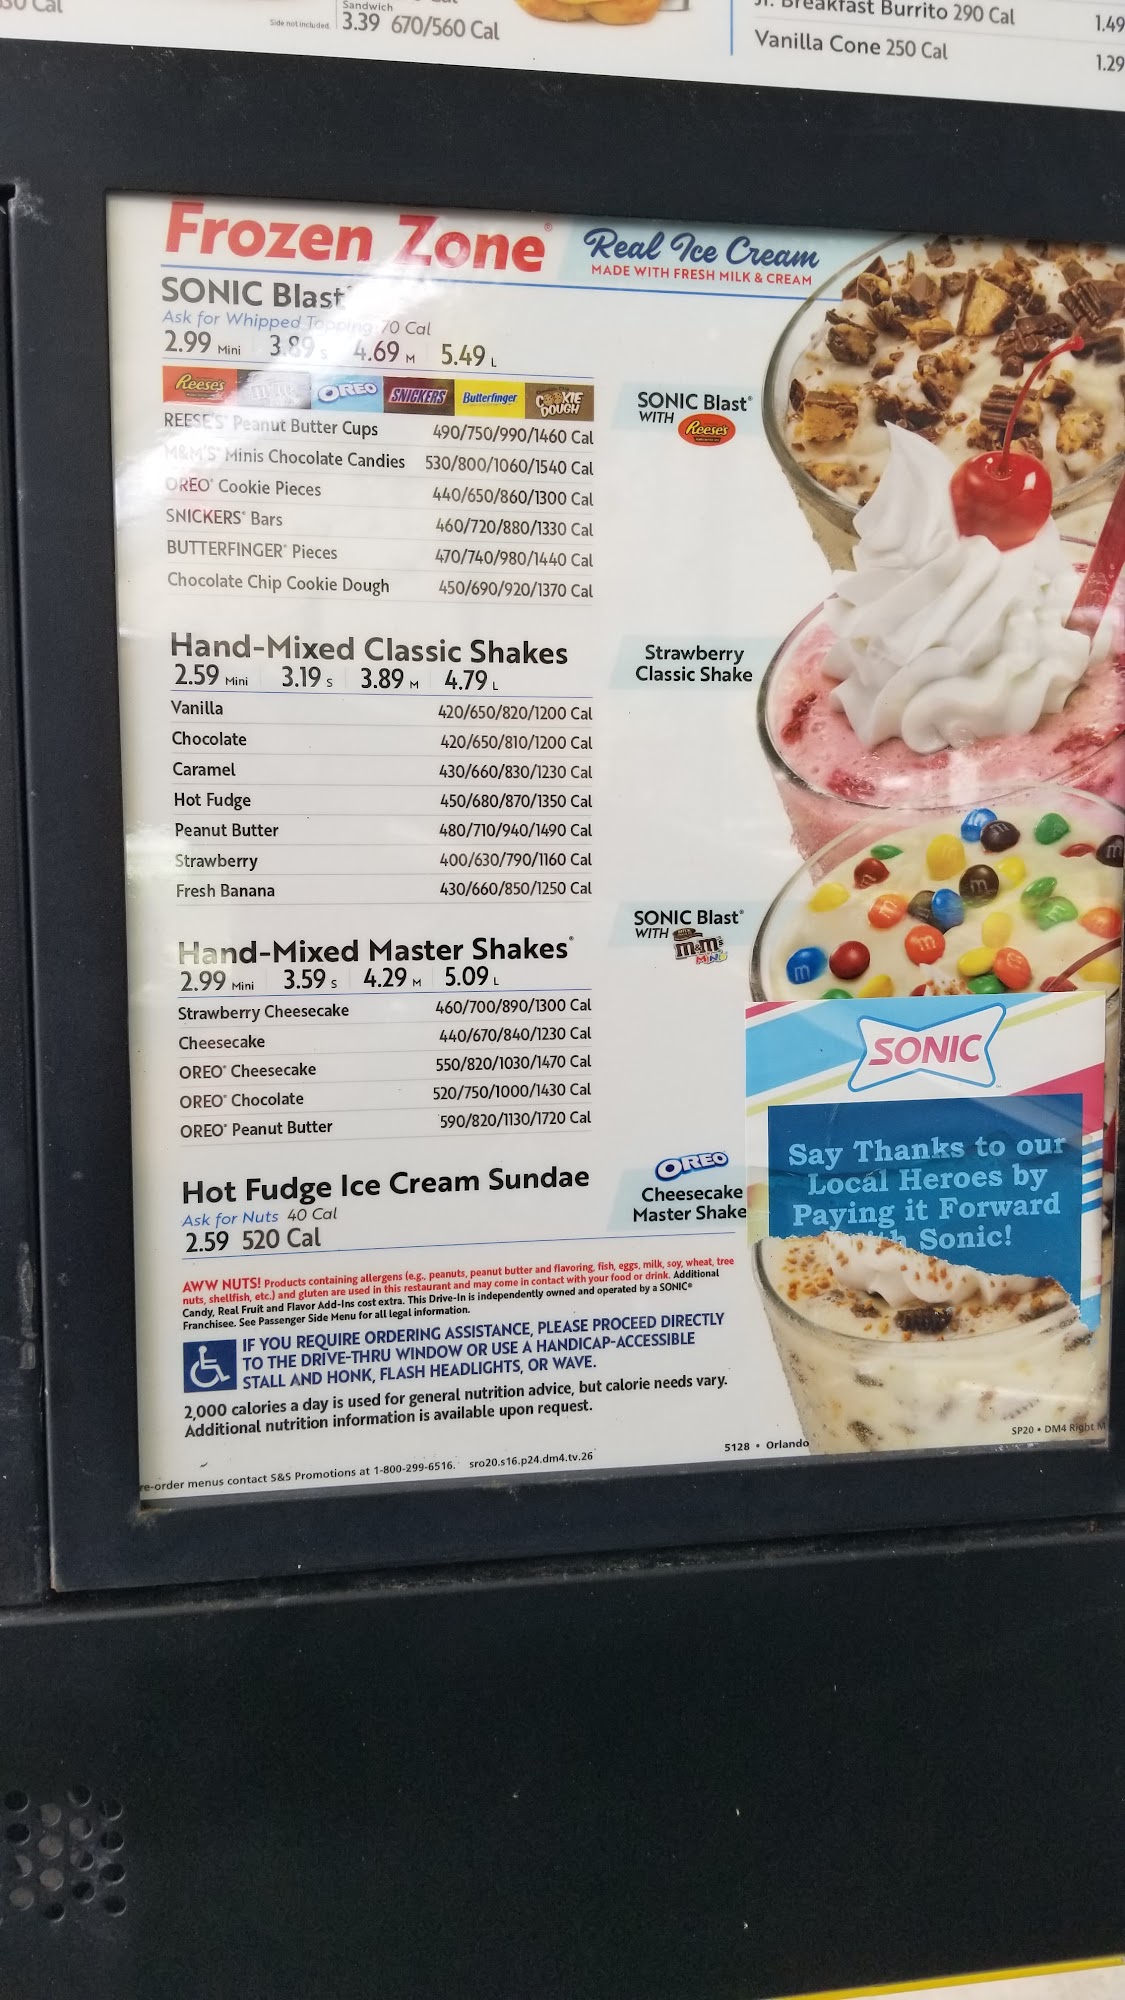 50 Cal
Sandwich
Side not included.
3.39 670/560 Cal
Jr. Breakfast Burrito 290 Cal 1.49
Vanilla Cone 250 Cal 1.29
Frozen Zone®
Real Ice Cream
MADE WITH FRESH MILK & CREAM
SONIC Blast®
Ask for Whipped Topping 70 Cal
2.99 Mini 3.89 S 4.69 M 5.49 L
Reese's m&m's OREO SNICKERS Butterfinger COOKIE DOUGH
REESE'S® Peanut Butter Cups 490/750/990/1460 Cal
M&M'S® Minis Chocolate Candies 530/800/1060/1540 Cal
OREO® Cookie Pieces 440/650/860/1300 Cal
SNICKERS® Bars 460/720/880/1330 Cal
BUTTERFINGER® Pieces 470/740/980/1440 Cal
Chocolate Chip Cookie Dough 450/690/920/1370 Cal
SONIC Blast®
WITH Reese's
Hand-Mixed Classic Shakes
2.59 Mini 3.19 S 3.89 M 4.79 L
Vanilla 420/650/820/1200 Cal
Chocolate 420/650/810/1200 Cal
Caramel 430/660/830/1230 Cal
Hot Fudge 450/680/870/1350 Cal
Peanut Butter 480/710/940/1490 Cal
Strawberry 400/630/790/1160 Cal
Fresh Banana 430/660/850/1250 Cal
Strawberry
Classic Shake
SONIC Blast®
WITH m&m's
MINIS
Hand-Mixed Master Shakes®
2.99 Mini 3.59 S 4.29 M 5.09 L
Strawberry Cheesecake 460/700/890/1300 Cal
Cheesecake 440/670/840/1230 Cal
OREO® Cheesecake 550/820/1030/1470 Cal
OREO® Chocolate 520/750/1000/1430 Cal
OREO® Peanut Butter 590/820/1130/1720 Cal
SONIC
Say Thanks to our
Local Heroes by
Paying it Forward
with Sonic!
OREO
Cheesecake
Master Shake
Hot Fudge Ice Cream Sundae
Ask for Nuts 40 Cal
2.59 520 Cal
AWW NUTS! Products containing allergens (e.g., peanuts, peanut butter and flavoring, fish, eggs, milk, soy, wheat, tree
nuts, shellfish, etc.) and gluten are used in this restaurant and may come in contact with your food or drink. Additional
Candy, Real Fruit and Flavor Add-Ins cost extra. This Drive-In is independently owned and operated by a SONIC®
Franchisee. See Passenger Side Menu for all legal information.
IF YOU REQUIRE ORDERING ASSISTANCE, PLEASE PROCEED DIRECTLY
TO THE DRIVE-THRU WINDOW OR USE A HANDICAP-ACCESSIBLE
STALL AND HONK, FLASH HEADLIGHTS, OR WAVE.
2,000 calories a day is used for general nutrition advice, but calorie needs vary.
Additional nutrition information is available upon request.
re-order menus contact S&S Promotions at 1-800-299-6516. sro20.s16.p24.dm4.tv.26
5128 • Orlando
SP20 • DM4 Right M